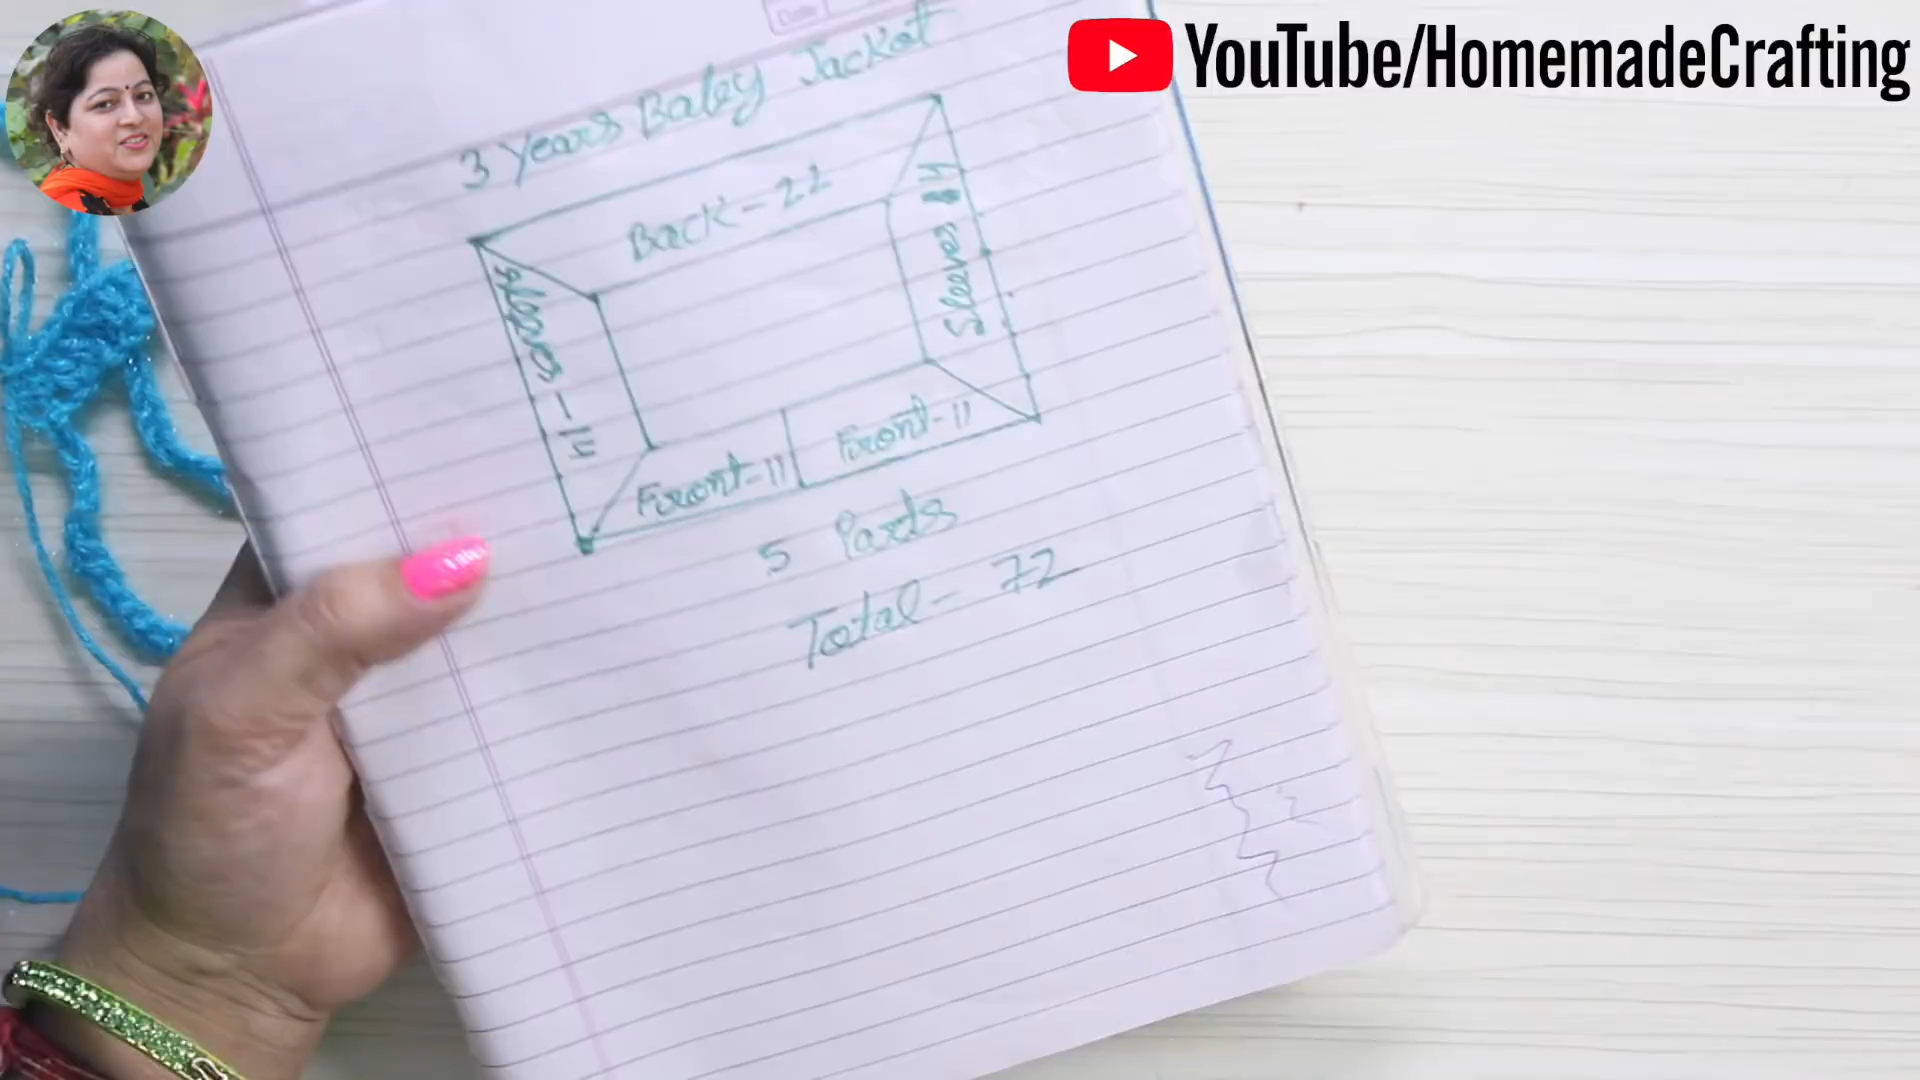 YouTube/HomemadeCrafting
Date
3 Years Baby Jacket
Back - 22
Sleeves - 14
Sleeves 14
Front - 11
Front - 11
5 Parts
Total - 72